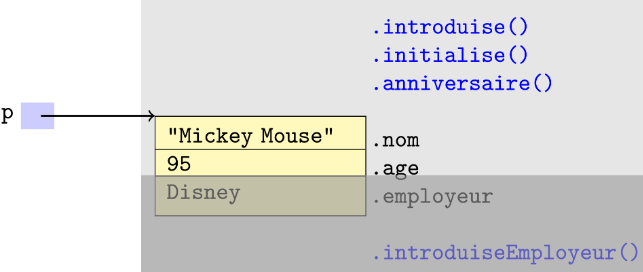 .introduise()
.initialise()
.anniversaire()
p
"Mickey Mouse" .nom
95 .age
Disney .employeur
.introduiseEmployeur()